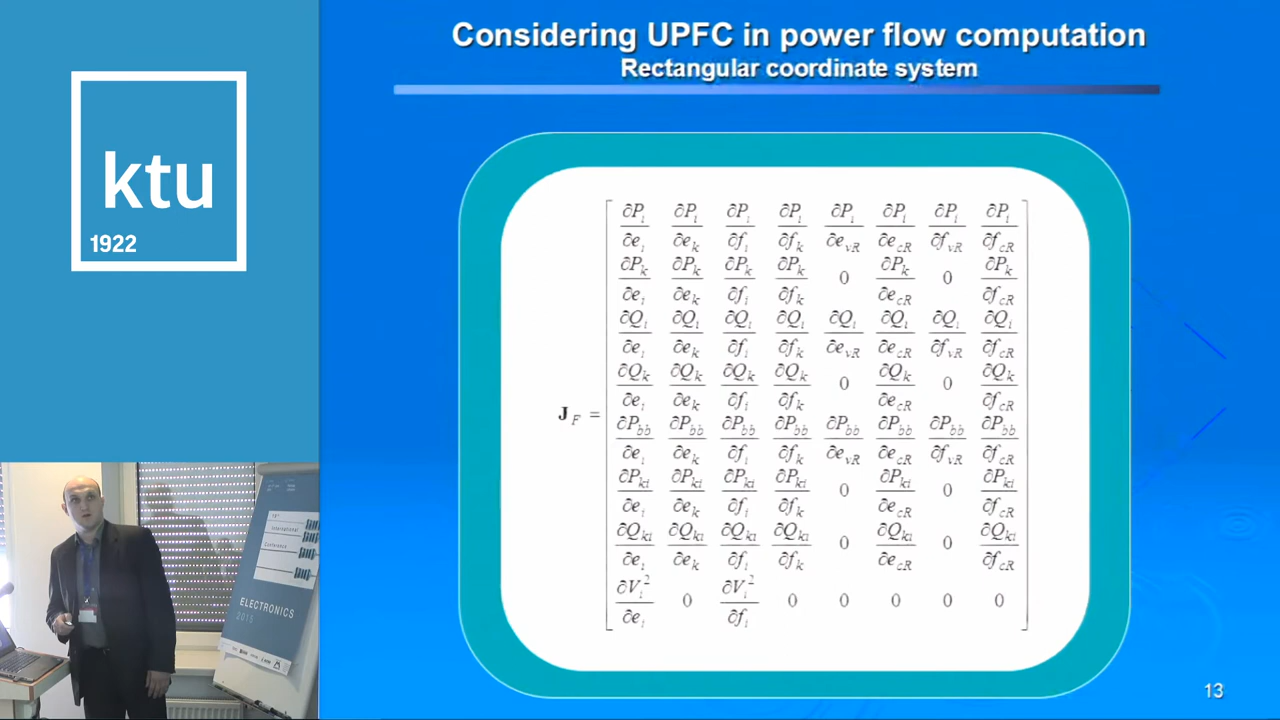 Considering UPFC in power flow computation
Rectangular coordinate system
ktu
1922
J_F =
∂P_i/∂e_i ∂P_i/∂e_k ∂P_i/∂f_i ∂P_i/∂f_k ∂P_i/∂e_vR ∂P_i/∂e_cR ∂P_i/∂f_vR ∂P_i/∂f_cR
∂P_k/∂e_i ∂P_k/∂e_k ∂P_k/∂f_i ∂P_k/∂f_k 0 ∂P_k/∂e_cR 0 ∂P_k/∂f_cR
∂Q_i/∂e_i ∂Q_i/∂e_k ∂Q_i/∂f_i ∂Q_i/∂f_k ∂Q_i/∂e_vR ∂Q_i/∂e_cR ∂Q_i/∂f_vR ∂Q_i/∂f_cR
∂Q_k/∂e_i ∂Q_k/∂e_k ∂Q_k/∂f_i ∂Q_k/∂f_k 0 ∂Q_k/∂e_cR 0 ∂Q_k/∂f_cR
∂P_bb/∂e_i ∂P_bb/∂e_k ∂P_bb/∂f_i ∂P_bb/∂f_k ∂P_bb/∂e_vR ∂P_bb/∂e_cR ∂P_bb/∂f_vR ∂P_bb/∂f_cR
∂P_ki/∂e_i ∂P_ki/∂e_k ∂P_ki/∂f_i ∂P_ki/∂f_k 0 ∂P_ki/∂e_cR 0 ∂P_ki/∂f_cR
∂Q_ki/∂e_i ∂Q_ki/∂e_k ∂Q_ki/∂f_i ∂Q_ki/∂f_k 0 ∂Q_ki/∂e_cR 0 ∂Q_ki/∂f_cR
∂V_i^2/∂e_i 0 ∂V_i^2/∂f_i 0 0 0 0 0
International
Conference
ELECTRONICS
2015
13